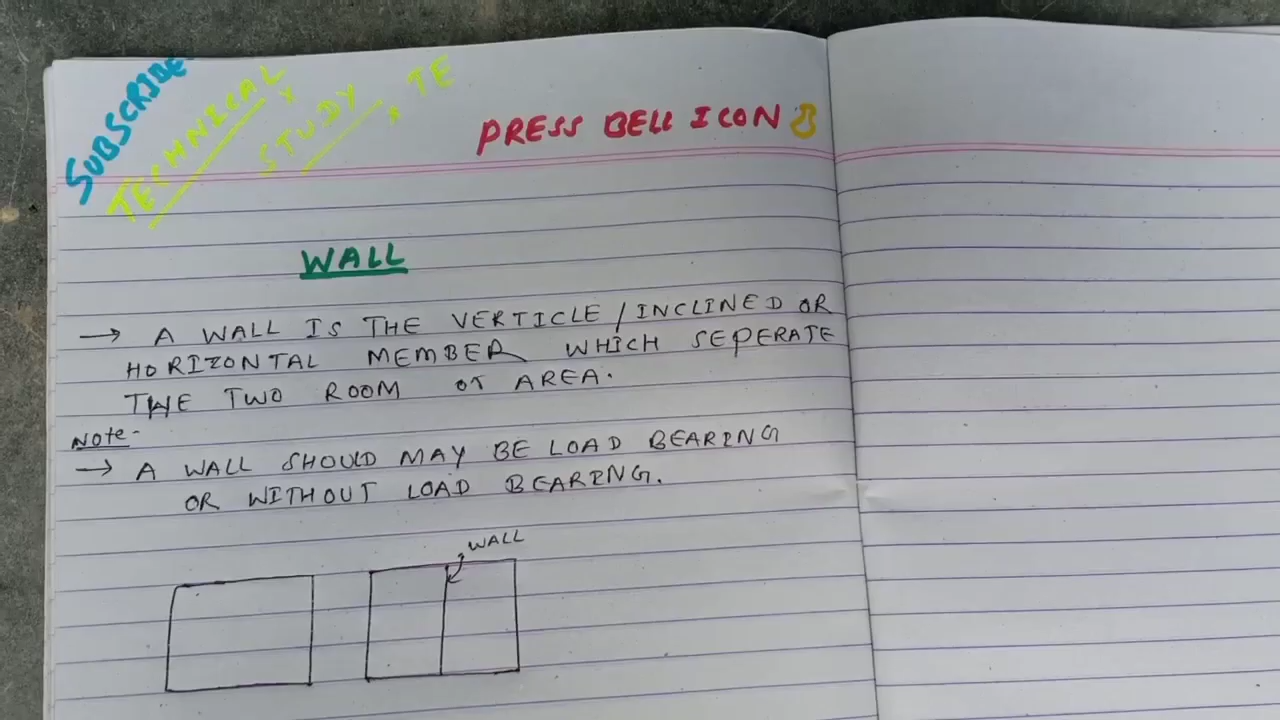 SUBSCRIBE
TECHNICAL
STUDY, TE
PRESS BELL ICON
WALL
→ A WALL IS THE VERTICLE / INCLINED OR
HORIZONTAL MEMBER WHICH SEPERATE
THE TWO ROOM or AREA.
Note-
→ A WALL SHOULD MAY BE LOAD BEARING
OR WITHOUT LOAD BEARING.
WALL